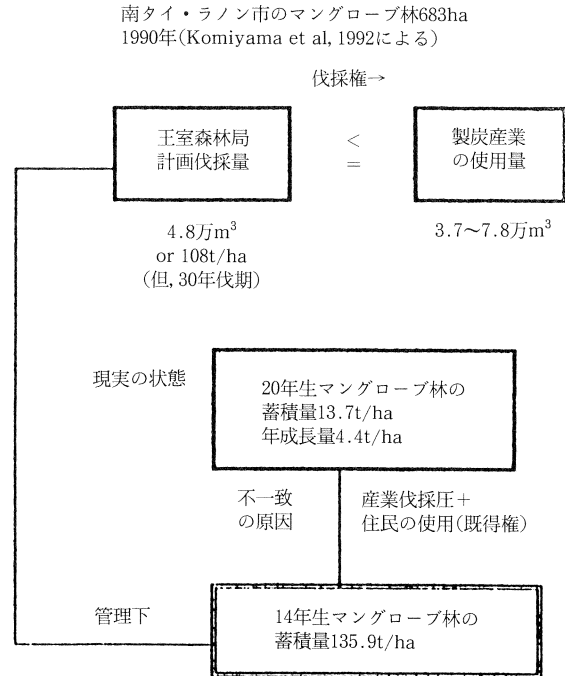 南タイ・ラノン市のマングローブ林683ha
1990年(Komiyama et al, 1992による)
伐採権→
王室森林局
計画伐採量
<
=
製炭産業
の使用量
4.8万m³
or 108t/ha
(但, 30年伐期)
3.7〜7.8万m³
現実の状態
20年生マングローブ林の
蓄積量13.7t/ha
年成長量4.4t/ha
不一致
の原因
産業伐採圧＋
住民の使用(既得権)
管理下
14年生マングローブ林の
蓄積量135.9t/ha